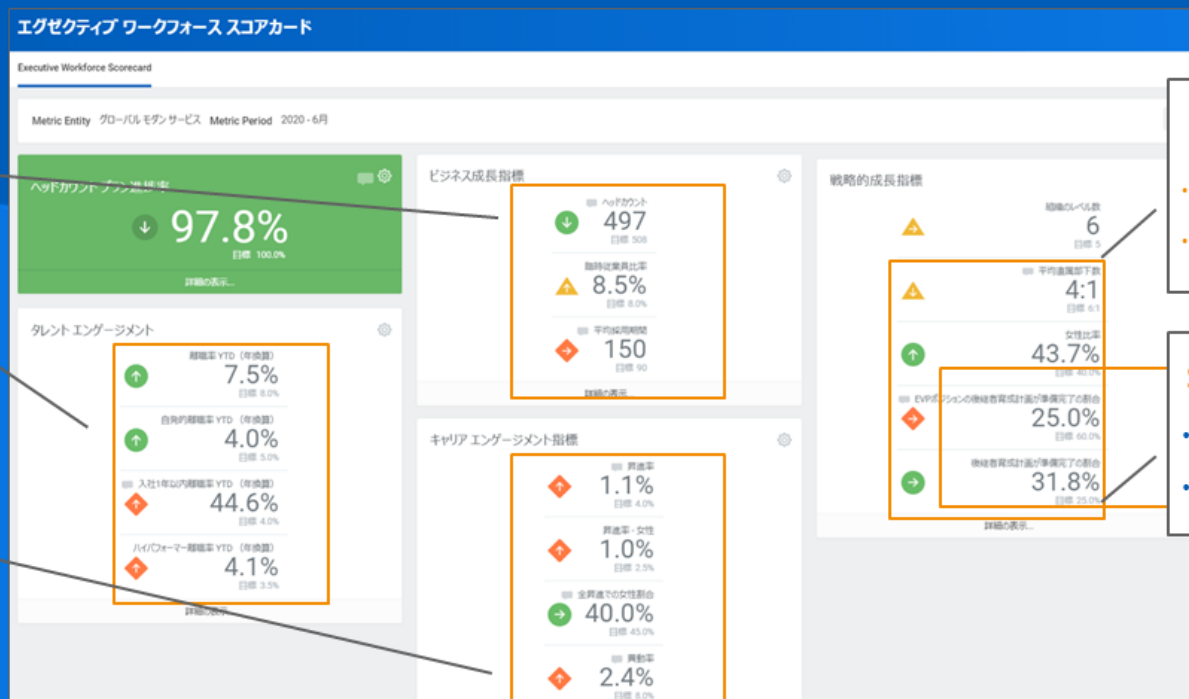 エグゼクティブ ワークフォース スコアカード
Executive Workforce Scorecard
Metric Entity グローバル モダン サービス Metric Period 2020 - 6月
ヘッドカウント プラン進捗率
97.8%
目標 100.0%
詳細の表示...
タレント エンゲージメント
離職率 YTD（年換算）
7.5%
目標 8.0%
自発的離職率 YTD（年換算）
4.0%
目標 5.0%
入社1年以内離職率 YTD（年換算）
44.6%
目標 4.0%
ハイパフォーマー離職率 YTD（年換算）
4.1%
目標 3.5%
詳細の表示...
ビジネス成長指標
ヘッドカウント
497
目標 508
臨時従業員比率
8.5%
目標 8.0%
平均採用期間
150
目標 90
詳細の表示...
キャリア エンゲージメント指標
昇進率
1.1%
目標 4.0%
昇進率 - 女性
1.0%
目標 2.5%
全昇進での女性割合
40.0%
目標 45.0%
異動率
2.4%
目標 8.0%
戦略的成長指標
組織のレベル数
6
目標 5
平均直属部下数
4:1
目標 6:1
女性比率
43.7%
目標 40.0%
EVPポジションの後継者育成計画が準備完了の割合
25.0%
目標 60.0%
後継者育成計画が準備完了の割合
31.8%
目標 25.0%
詳細の表示...